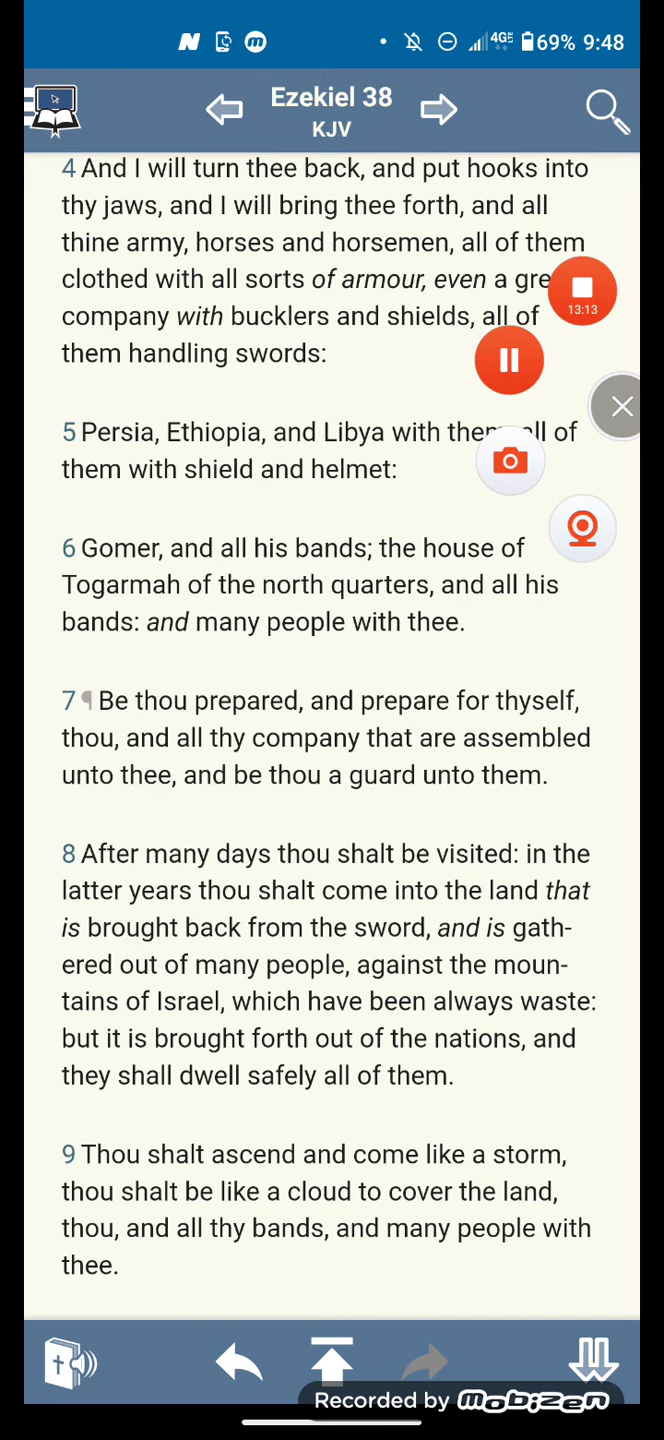 4G 69% 9:48
Ezekiel 38
KJV
4 And I will turn thee back, and put hooks into
thy jaws, and I will bring thee forth, and all
thine army, horses and horsemen, all of them
clothed with all sorts of armour, even a gre
13:13
company with bucklers and shields, all of
them handling swords:
5 Persia, Ethiopia, and Libya with them all of
them with shield and helmet:
6 Gomer, and all his bands; the house of
Togarmah of the north quarters, and all his
bands: and many people with thee.
7 ¶ Be thou prepared, and prepare for thyself,
thou, and all thy company that are assembled
unto thee, and be thou a guard unto them.
8 After many days thou shalt be visited: in the
latter years thou shalt come into the land that
is brought back from the sword, and is gath-
ered out of many people, against the moun-
tains of Israel, which have been always waste:
but it is brought forth out of the nations, and
they shall dwell safely all of them.
9 Thou shalt ascend and come like a storm,
thou shalt be like a cloud to cover the land,
thou, and all thy bands, and many people with
thee.
Recorded by mobizen